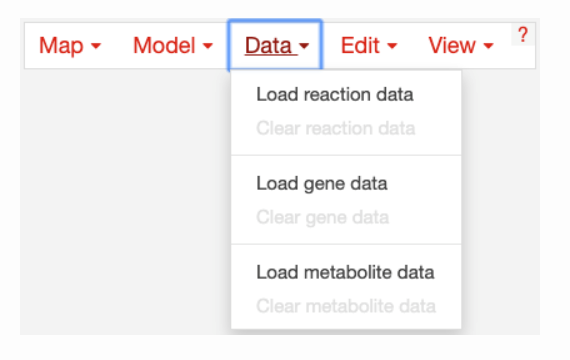 Map Model Data Edit View ?
Load reaction data
Clear reaction data
Load gene data
Clear gene data
Load metabolite data
Clear metabolite data